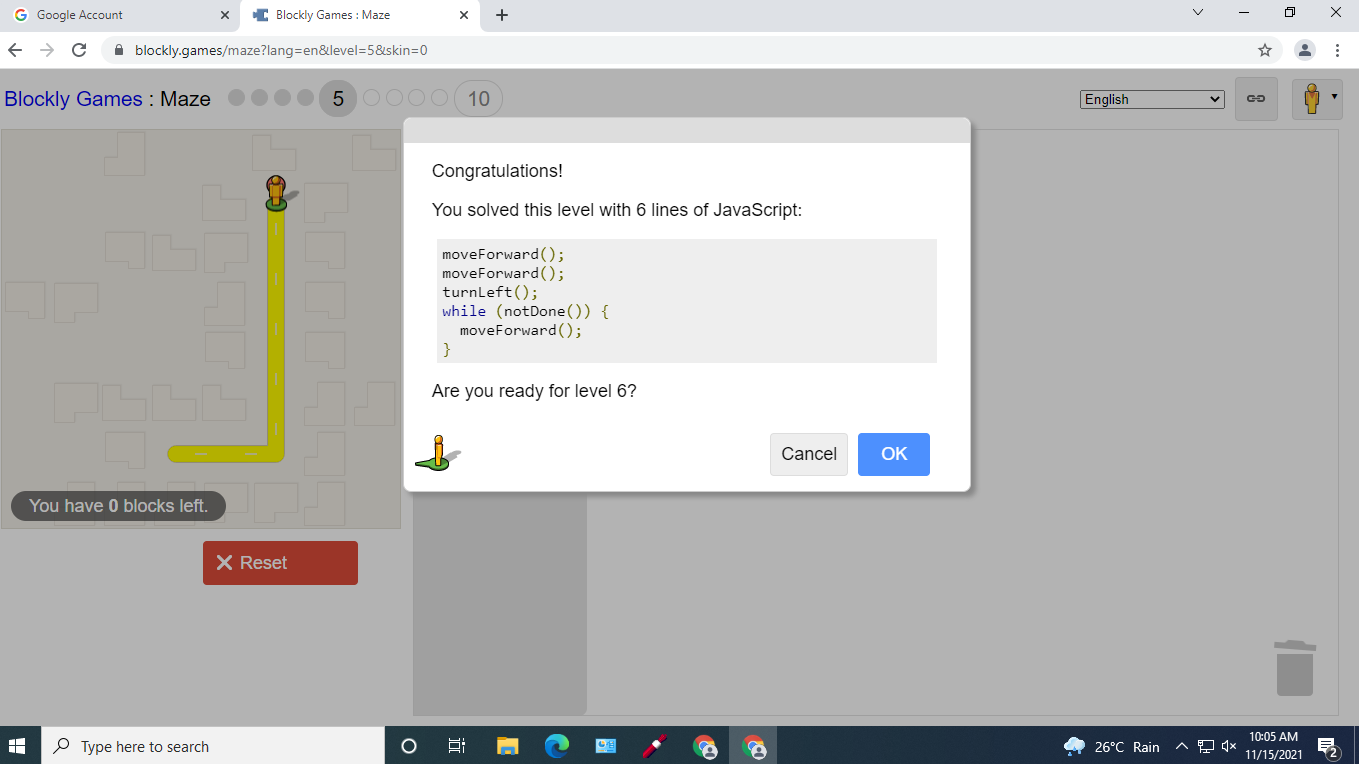 Google Account
Blockly Games : Maze
blockly.games/maze?lang=en&level=5&skin=0
Blockly Games : Maze 5 10
English
Congratulations!
You solved this level with 6 lines of JavaScript:
moveForward();
moveForward();
turnLeft();
while (notDone()) {
  moveForward();
}
Are you ready for level 6?
Cancel
OK
You have 0 blocks left.
Reset
Type here to search
26°C Rain
10:05 AM
11/15/2021
2